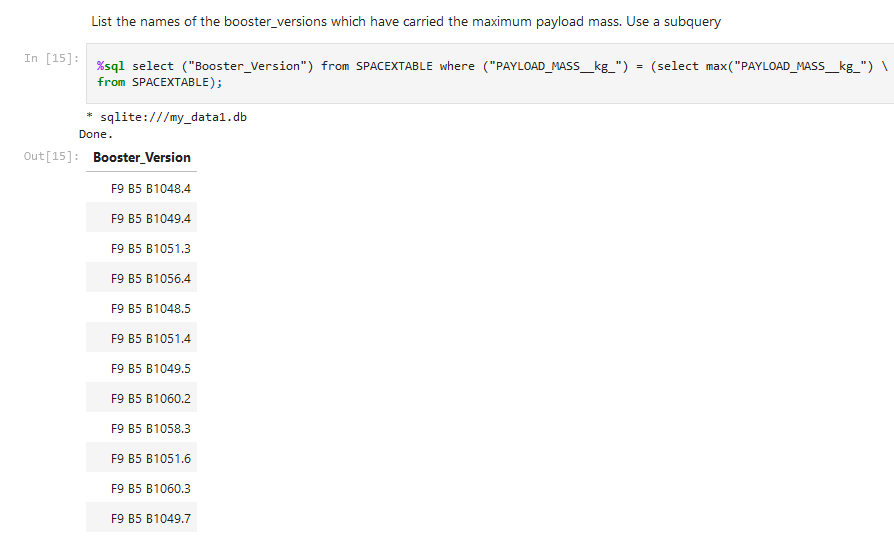 List the names of the booster_versions which have carried the maximum payload mass. Use a subquery
In [15]:
%sql select ("Booster_Version") from SPACEXTABLE where ("PAYLOAD_MASS__kg_") = (select max("PAYLOAD_MASS__kg_") \
from SPACEXTABLE);
* sqlite:///my_data1.db
Done.
Out[15]: Booster_Version
F9 B5 B1048.4
F9 B5 B1049.4
F9 B5 B1051.3
F9 B5 B1056.4
F9 B5 B1048.5
F9 B5 B1051.4
F9 B5 B1049.5
F9 B5 B1060.2
F9 B5 B1058.3
F9 B5 B1051.6
F9 B5 B1060.3
F9 B5 B1049.7